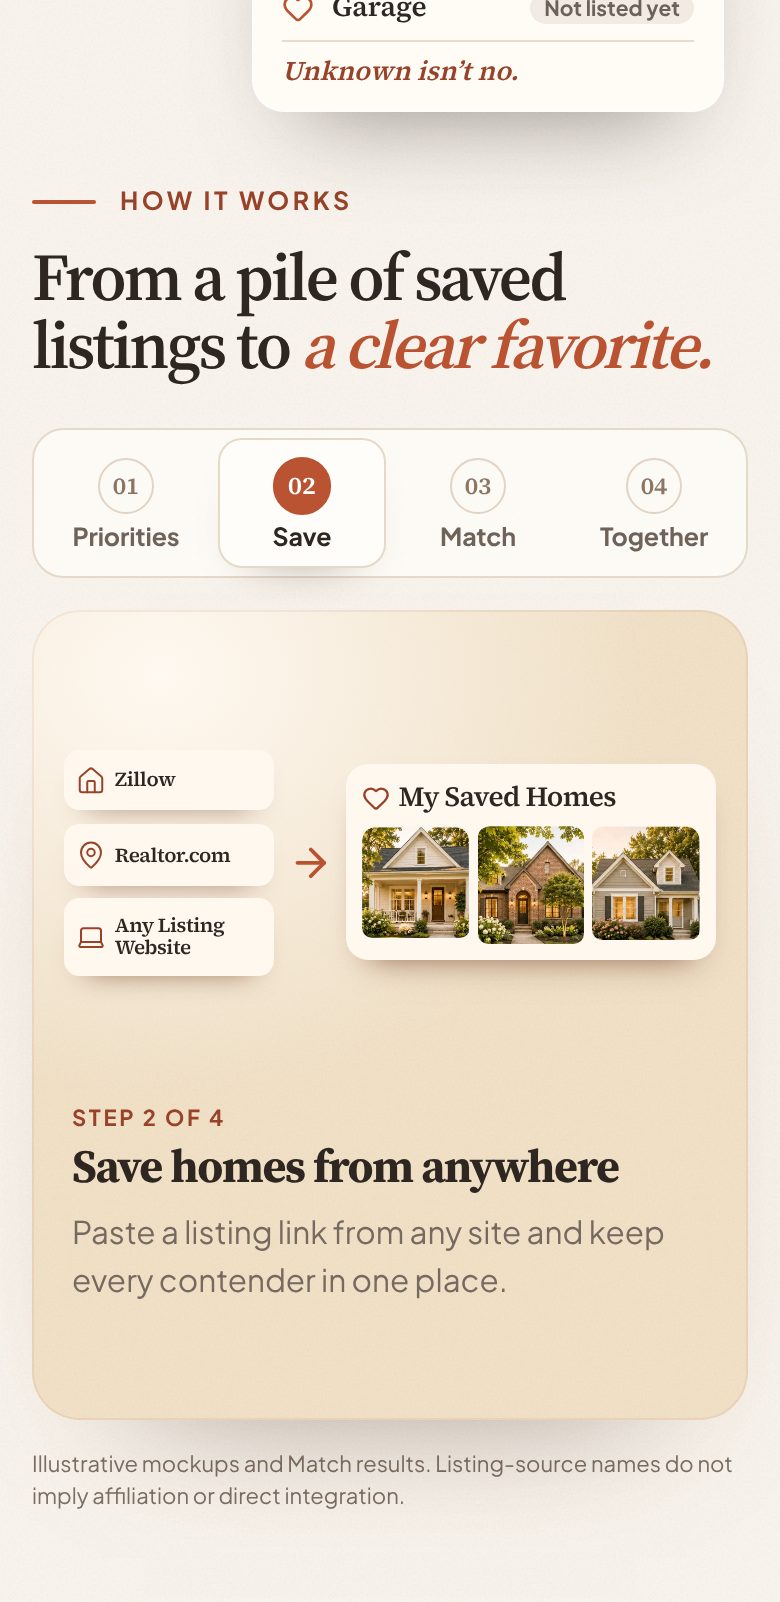 Garage
Not listed yet
Unknown isn’t no.
HOW IT WORKS
From a pile of saved
listings to a clear favorite.
01
Priorities
02
Save
03
Match
04
Together
Zillow
Realtor.com
Any Listing
Website
My Saved Homes
STEP 2 OF 4
Save homes from anywhere
Paste a listing link from any site and keep
every contender in one place.
Illustrative mockups and Match results. Listing-source names do not
imply affiliation or direct integration.